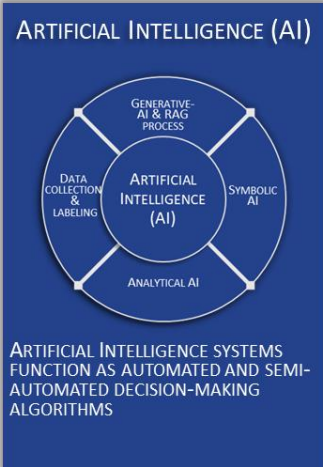 ARTIFICIAL INTELLIGENCE (AI)
GENERATIVE-
AI & RAG
PROCESS
DATA
COLLECTION
&
LABELING
ARTIFICIAL
INTELLIGENCE
(AI)
SYMBOLIC
AI
ANALYTICAL AI
ARTIFICIAL INTELLIGENCE SYSTEMS
FUNCTION AS AUTOMATED AND SEMI-
AUTOMATED DECISION-MAKING
ALGORITHMS